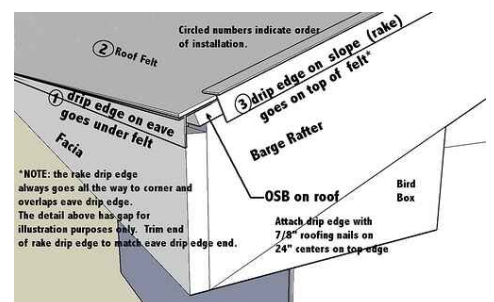 Circled numbers indicate order
of installation.
2 Roof Felt
1 drip edge on eave
goes under felt
3 drip edge on slope (rake)
goes on top of felt*
Facia
Barge Rafter
*NOTE: the rake drip edge
always goes all the way to corner and
overlaps eave drip edge.
The detail above has gap for
illustration purposes only. Trim end
of rake drip edge to match eave drip edge end.
OSB on roof
Bird
Box
Attach drip edge with
7/8" roofing nails on
24" centers on top edge